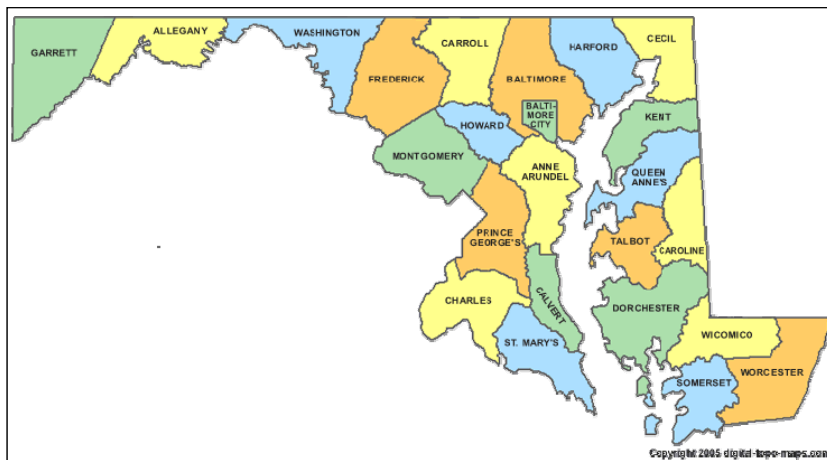 GARRETT
ALLEGANY
WASHINGTON
FREDERICK
CARROLL
BALTIMORE
HARFORD
CECIL
BALTI-
MORE
CITY
HOWARD
MONTGOMERY
KENT
ANNE
ARUNDEL
QUEEN
ANNE'S
PRINCE
GEORGE'S
TALBOT
CAROLINE
CHARLES
CALVERT
DORCHESTER
ST. MARY'S
WICOMICO
SOMERSET
WORCESTER
Copyright 2005 digital-topo-maps.com